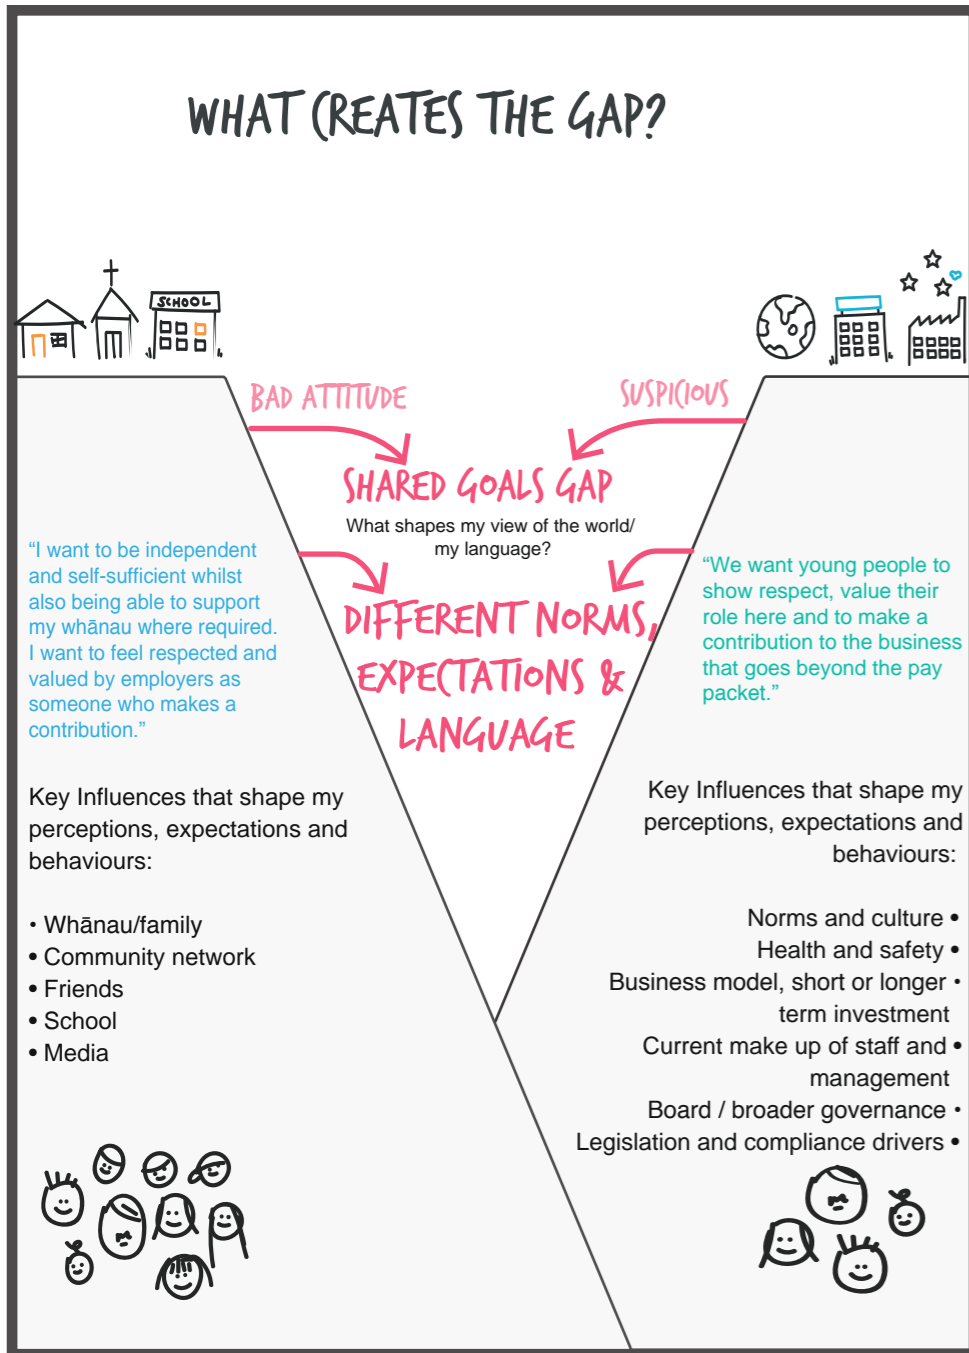 WHAT CREATES THE GAP?
SCHOOL
BAD ATTITUDE
SUSPICIOUS
SHARED GOALS GAP
What shapes my view of the world/
my language?
DIFFERENT NORMS,
EXPECTATIONS &
LANGUAGE
“I want to be independent
and self-sufficient whilst
also being able to support
my whānau where required.
I want to feel respected and
valued by employers as
someone who makes a
contribution.”
Key Influences that shape my
perceptions, expectations and
behaviours:
• Whānau/family
• Community network
• Friends
• School
• Media
“We want young people to
show respect, value their
role here and to make a
contribution to the business
that goes beyond the pay
packet.”
Key Influences that shape my
perceptions, expectations and
behaviours:
Norms and culture •
Health and safety •
Business model, short or longer •
term investment
Current make up of staff and •
management
Board / broader governance •
Legislation and compliance drivers •